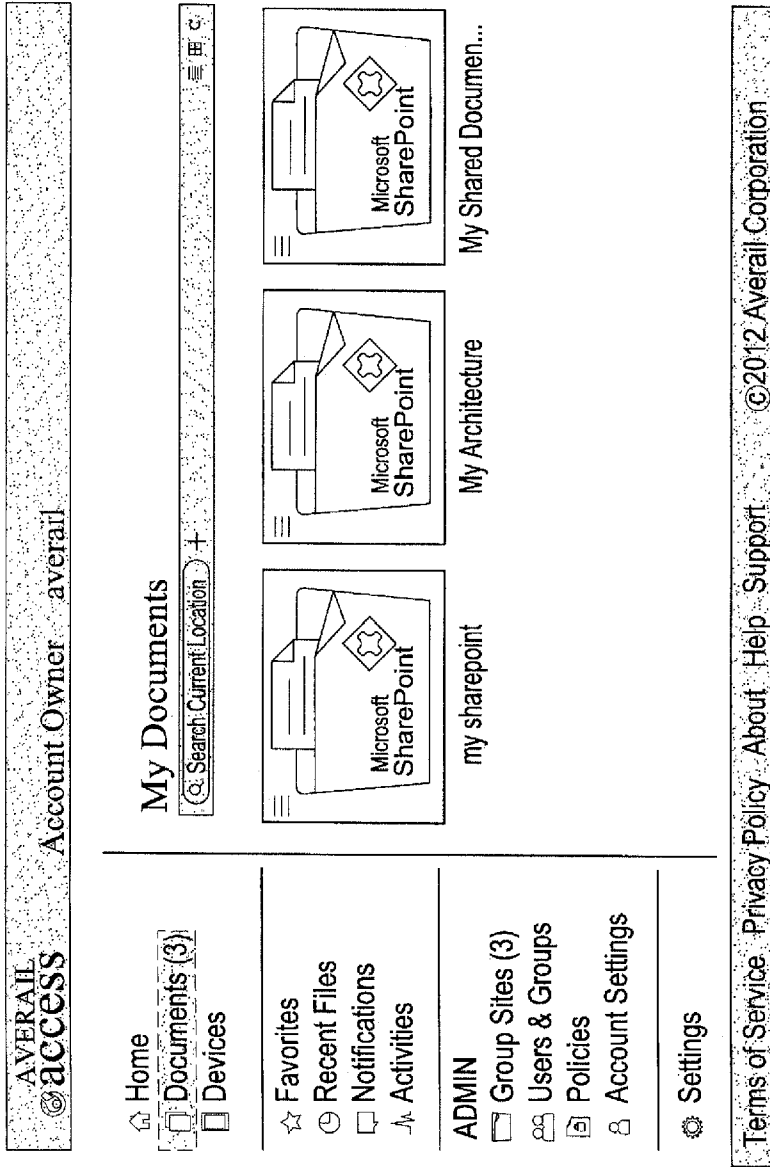 AVERAIL
@access Account Owner averail
Home
Documents (3)
Devices
Favorites
Recent Files
Notifications
Activities
ADMIN
Group Sites (3)
Users & Groups
Policies
Account Settings
Settings
My Documents
Search Current Location +
Microsoft
SharePoint
my sharepoint
Microsoft
SharePoint
My Architecture
Microsoft
SharePoint
My Shared Documen...
Terms of Service Privacy Policy About Help Support ©2012 Averail Corporation